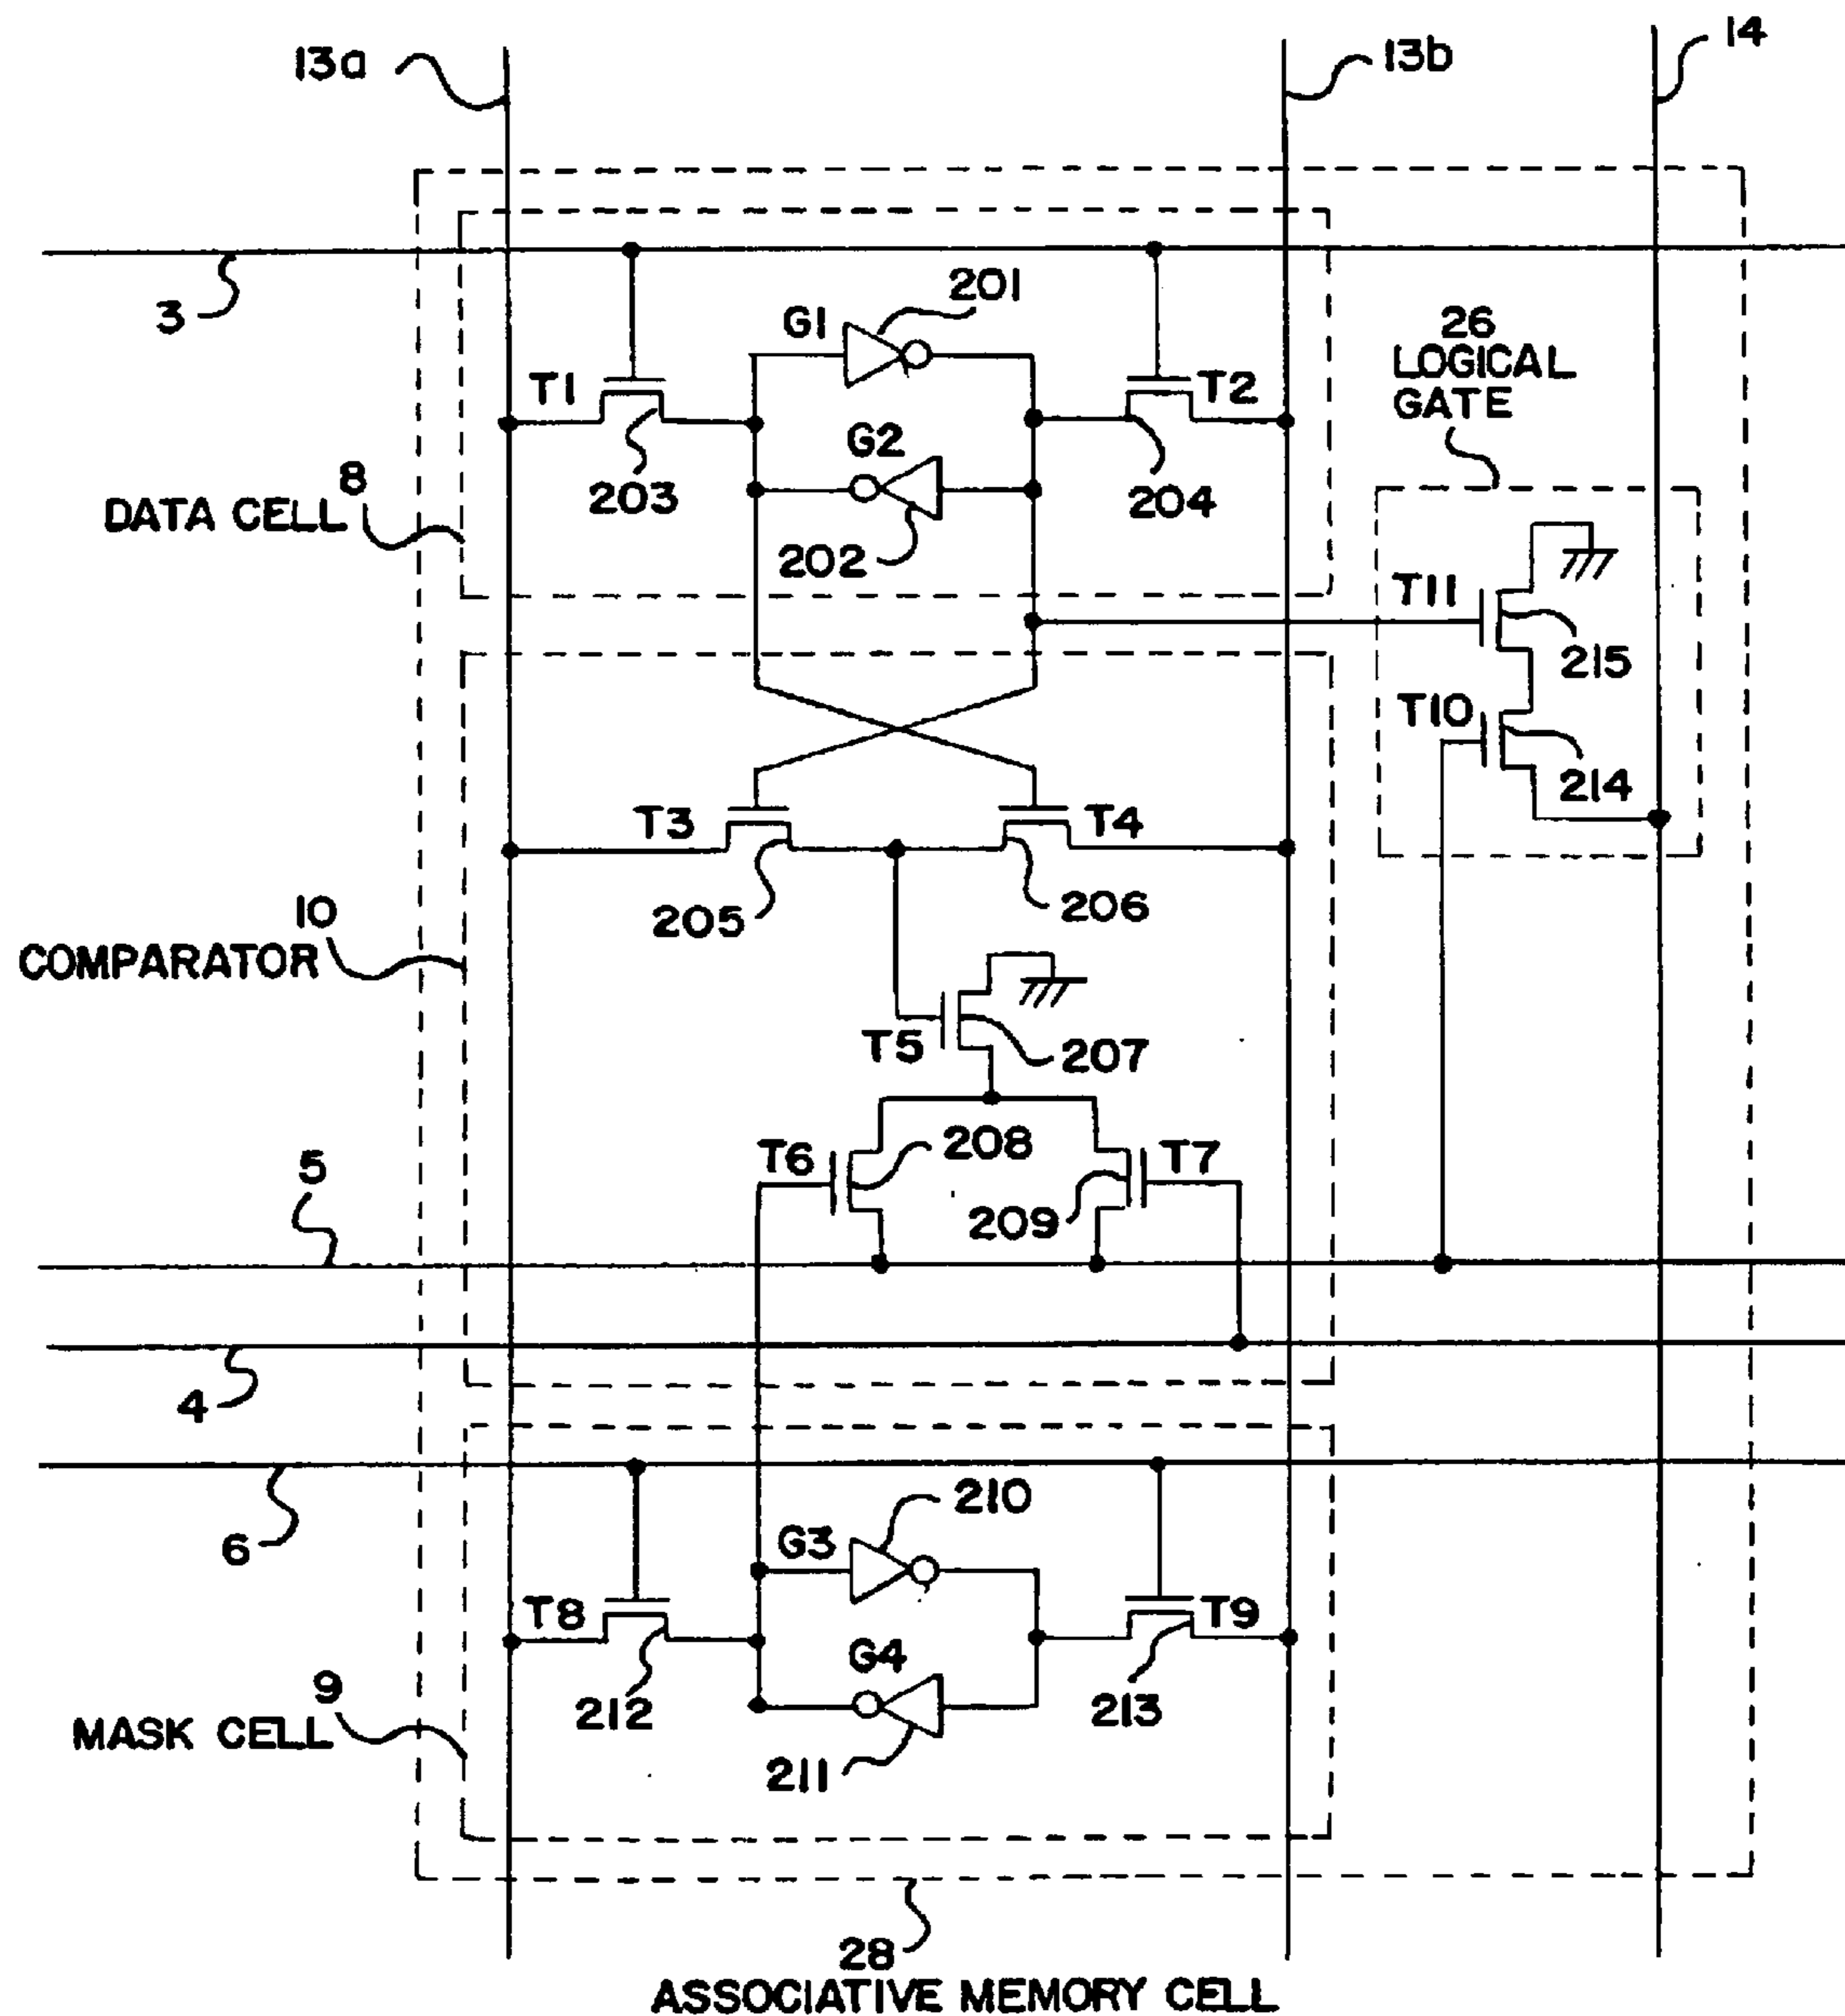 13a
13b
14
3
G1
201
26
LOGICAL
GATE
T1
T2
203
G2
204
8
DATA CELL
202
T11
215
T10
214
T3
T4
205
206
10
COMPARATOR
T5
207
T6
208
T7
209
5
4
6
210
G3
T8
T9
G4
212
213
9
MASK CELL
211
28
ASSOCIATIVE MEMORY CELL